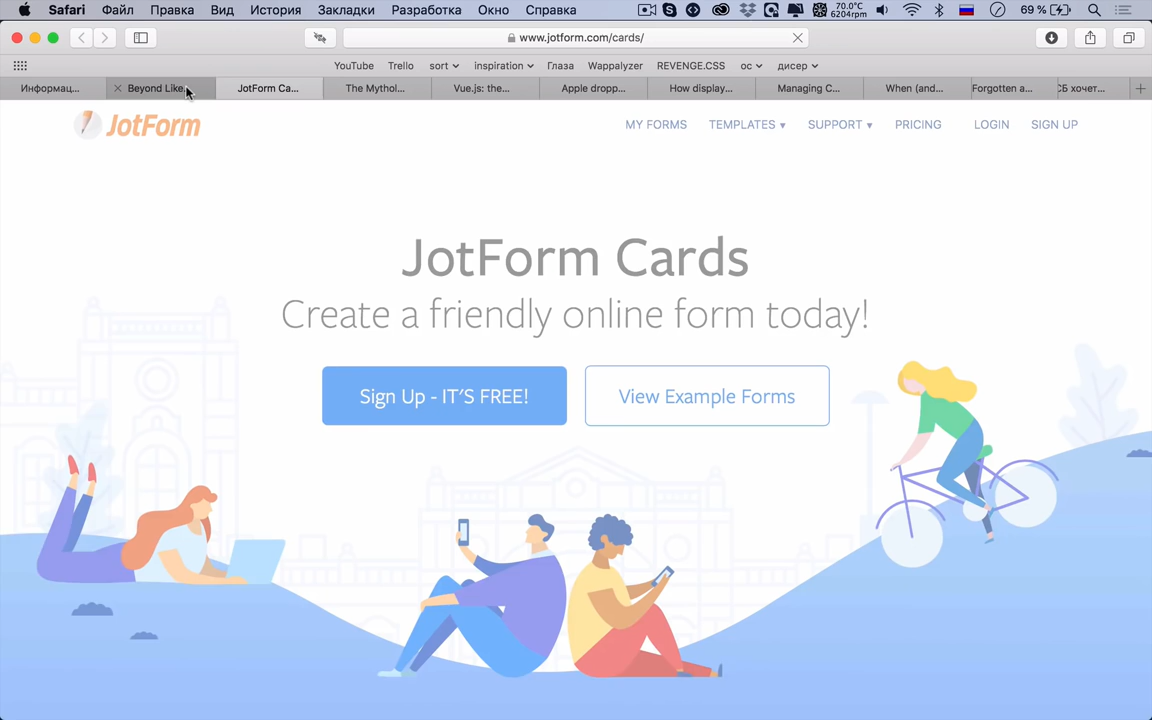 Safari Файл Правка Вид История Закладки Разработка Окно Справка 70.0°C 6204rpm 69 %
www.jotform.com/cards/
YouTube Trello sort inspiration Глаза Wappalyzer REVENGE.CSS ос дисер
Информац... Beyond Like JotForm Ca... The Mythol... Vue.js: the... Apple dropp... How display... Managing C... When (and... Forgotten a... СБ хочет...
JotForm MY FORMS TEMPLATES SUPPORT PRICING LOGIN SIGN UP
JotForm Cards
Create a friendly online form today!
Sign Up - IT'S FREE! View Example Forms